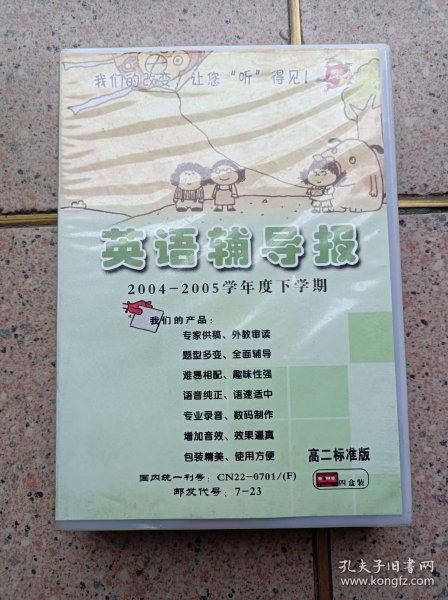 我们的改变，让您“听”得见！
英语辅导报
2004-2005学年度下学期
我们的产品：
专家供稿、外教审读
题型多变、全面辅导
难易相配、趣味性强
语音纯正、语速适中
专业录音、数码制作
增加音效、效果逼真
包装精美、使用方便
高二标准版
四盒装
国内统一刊号：CN22-0701/(F)
邮发代号：7-23
孔夫子旧书网
www.kongfz.com